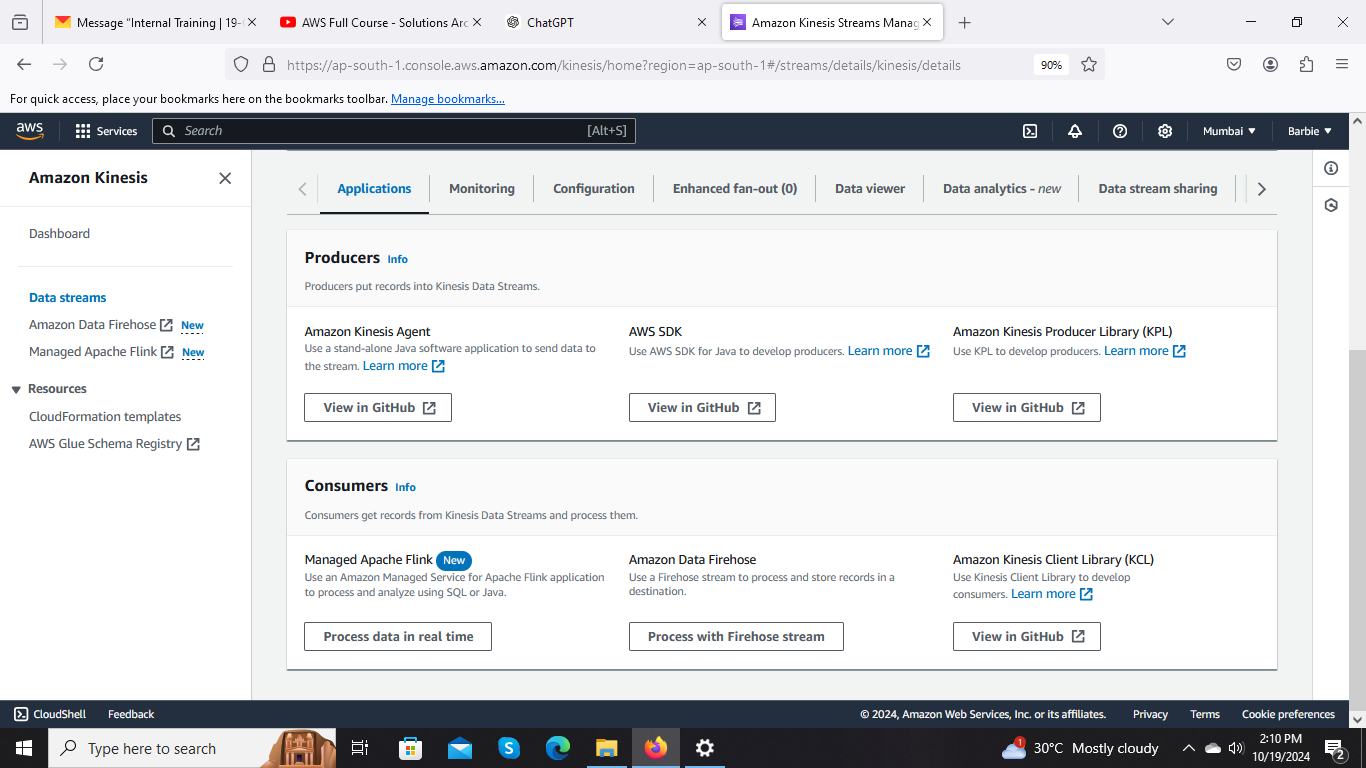 Message "Internal Training | 19-
AWS Full Course - Solutions Arc
ChatGPT
Amazon Kinesis Streams Manag
https://ap-south-1.console.aws.amazon.com/kinesis/home?region=ap-south-1#/streams/details/kinesis/details
90%
For quick access, place your bookmarks here on the bookmarks toolbar. Manage bookmarks...
aws
Services
Search
[Alt+S]
Mumbai
Barbie
Amazon Kinesis
Dashboard
Data streams
Amazon Data Firehose New
Managed Apache Flink New
Resources
CloudFormation templates
AWS Glue Schema Registry
Applications
Monitoring
Configuration
Enhanced fan-out (0)
Data viewer
Data analytics - new
Data stream sharing
Producers Info
Producers put records into Kinesis Data Streams.
Amazon Kinesis Agent
Use a stand-alone Java software application to send data to
the stream. Learn more
View in GitHub
AWS SDK
Use AWS SDK for Java to develop producers. Learn more
View in GitHub
Amazon Kinesis Producer Library (KPL)
Use KPL to develop producers. Learn more
View in GitHub
Consumers Info
Consumers get records from Kinesis Data Streams and process them.
Managed Apache Flink New
Use an Amazon Managed Service for Apache Flink application
to process and analyze using SQL or Java.
Process data in real time
Amazon Data Firehose
Use a Firehose stream to process and store records in a
destination.
Process with Firehose stream
Amazon Kinesis Client Library (KCL)
Use Kinesis Client Library to develop
consumers. Learn more
View in GitHub
CloudShell
Feedback
© 2024, Amazon Web Services, Inc. or its affiliates.
Privacy
Terms
Cookie preferences
Type here to search
1
30°C Mostly cloudy
2:10 PM
10/19/2024
2